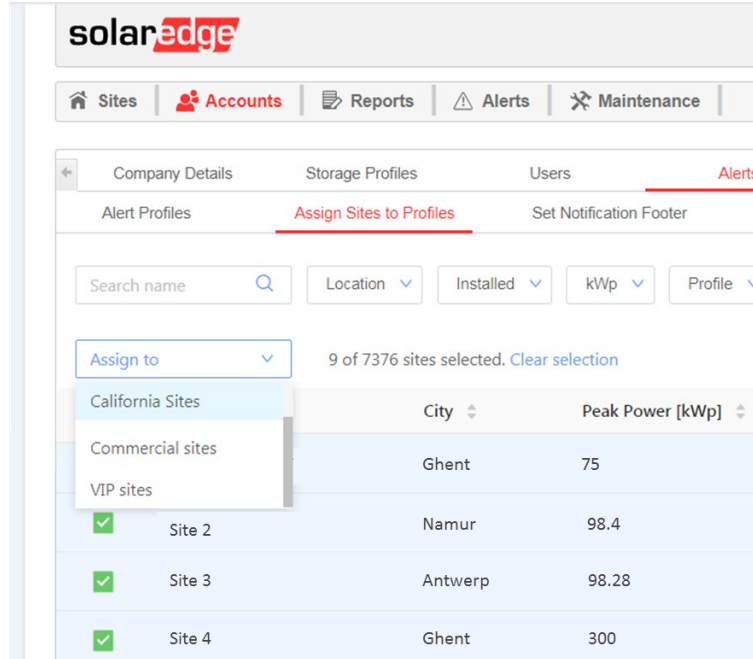 solaredge
Sites Accounts Reports Alerts Maintenance
Company Details Storage Profiles Users Alerts
Alert Profiles Assign Sites to Profiles Set Notification Footer
Search name Location Installed kWp Profile
Assign to 9 of 7376 sites selected. Clear selection
California Sites
City Peak Power [kWp]
Commercial sites
Ghent 75
VIP sites
Site 2 Namur 98.4
Site 3 Antwerp 98.28
Site 4 Ghent 300